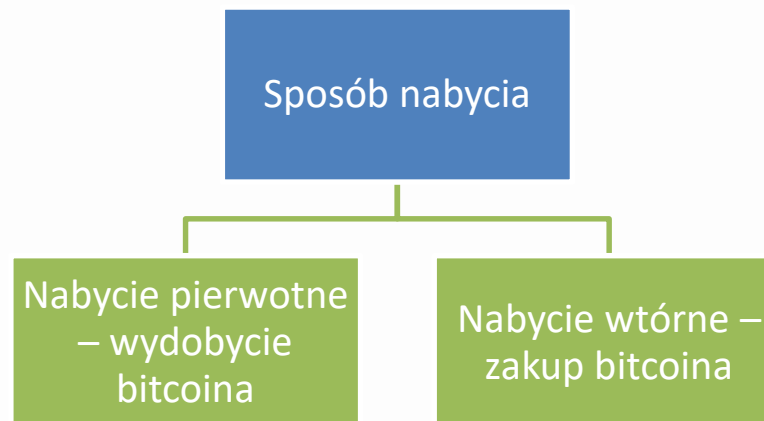 Sposób nabycia
Nabycie pierwotne
– wydobycie
bitcoina
Nabycie wtórne –
zakup bitcoina